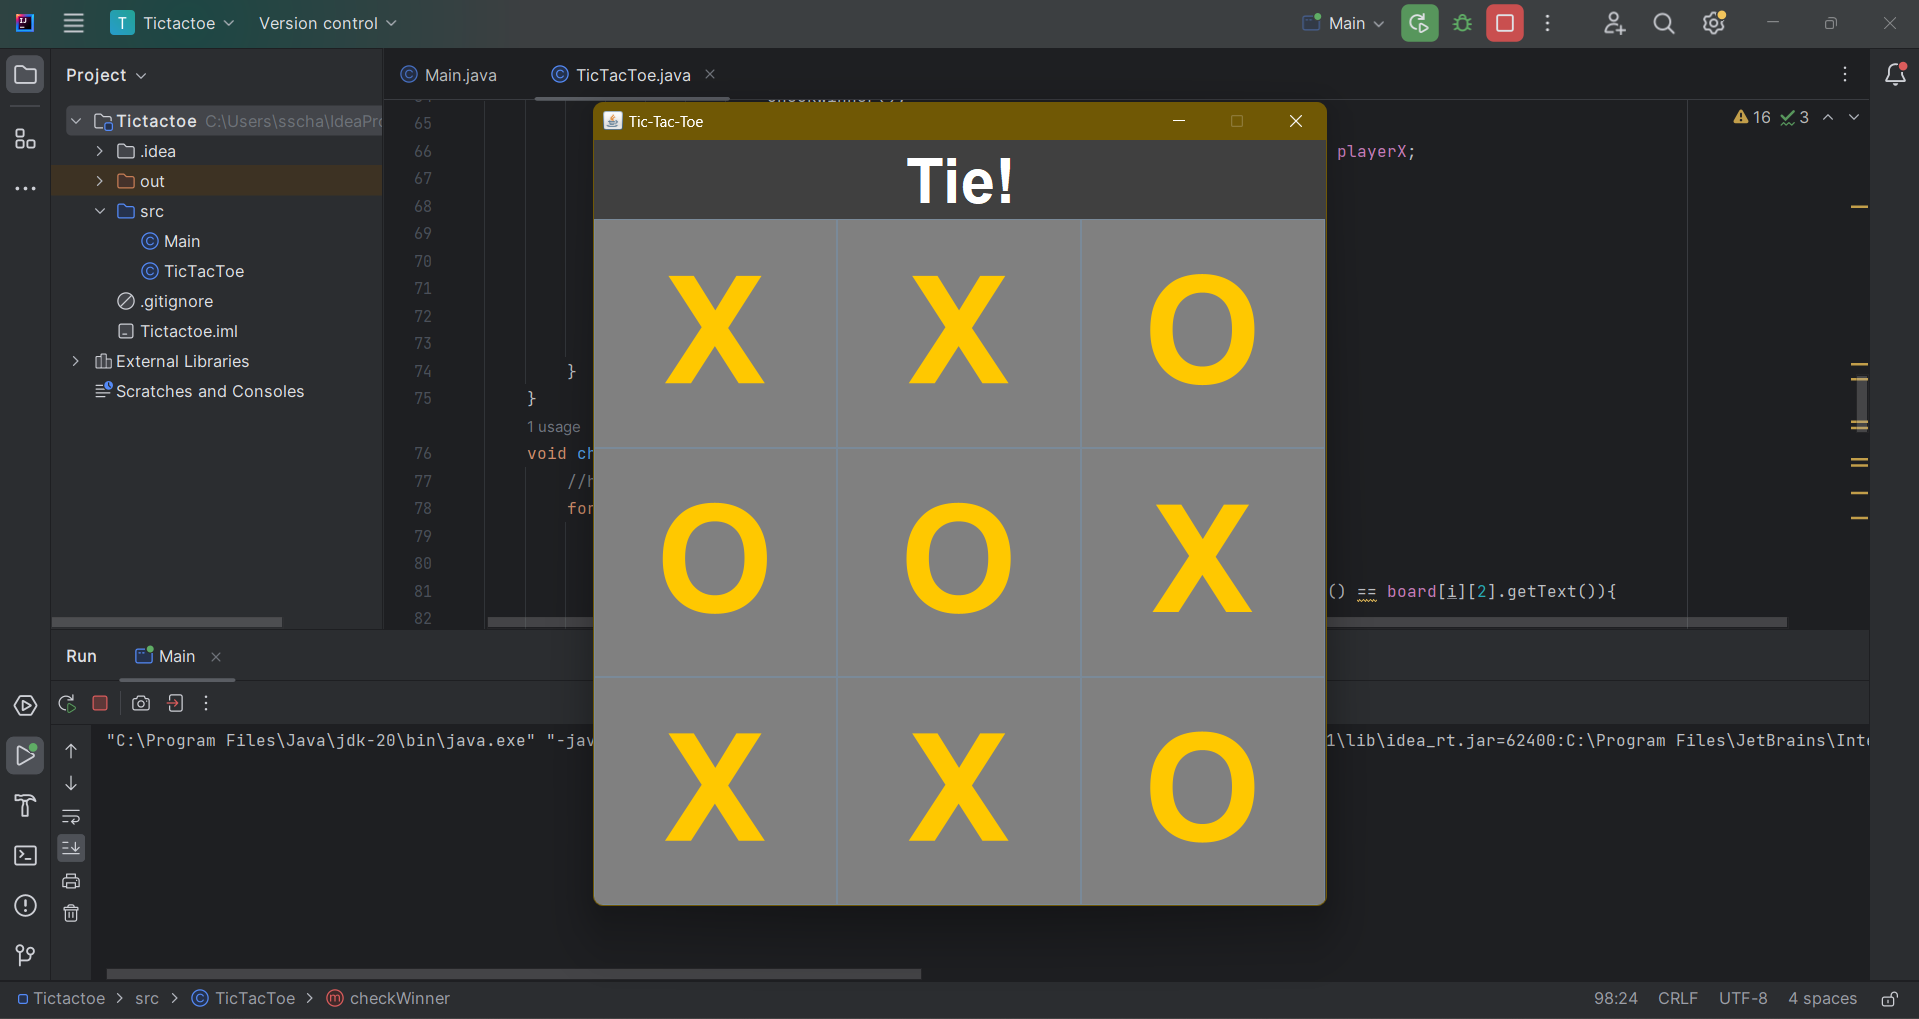 T Tictactoe Version control Main
Project Main.java TicTacToe.java
Tictactoe C:\Users\sscha\IdeaPr
.idea
out
src
Main
TicTacToe
.gitignore
Tictactoe.iml
External Libraries
Scratches and Consoles
16 3
65
66 playerX;
67
68
69
70
71
72
73
74 }
75 }
1 usage
76 void ch
77 //h
78 for
79
80
81 () == board[i][2].getText()){
82
Tic-Tac-Toe
Tie!
X X O
O O X
X X O
Run Main
"C:\Program Files\Java\jdk-20\bin\java.exe" "-jav 1\lib\idea_rt.jar=62400:C:\Program Files\JetBrains\Int
Tictactoe > src > TicTacToe > checkWinner 98:24 CRLF UTF-8 4 spaces